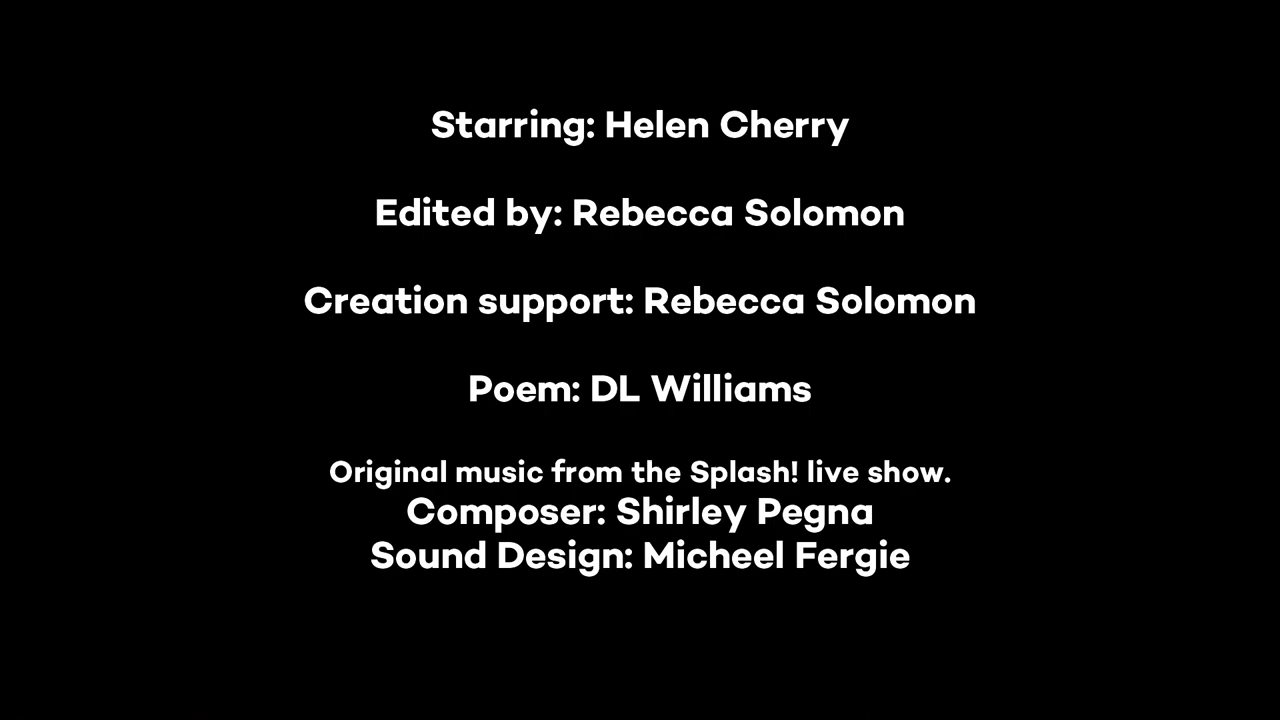 Starring: Helen Cherry
Edited by: Rebecca Solomon
Creation support: Rebecca Solomon
Poem: DL Williams
Original music from the Splash! live show.
Composer: Shirley Pegna
Sound Design: Micheel Fergie